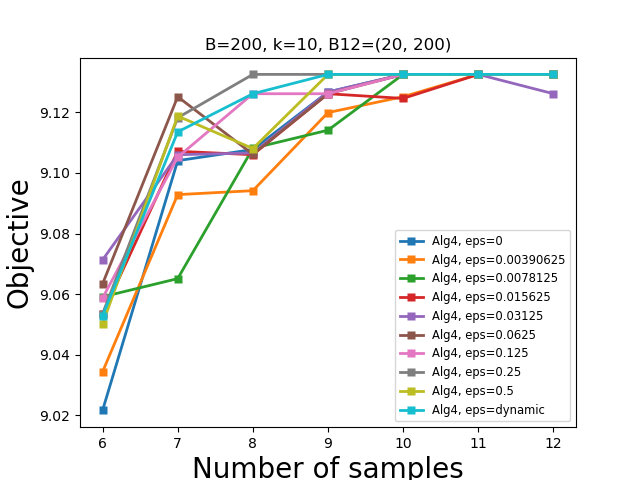 B=200, k=10, B12=(20, 200)
Objective
9.12
9.10
9.08
9.06
9.04
9.02
Alg4, eps=0
Alg4, eps=0.00390625
Alg4, eps=0.0078125
Alg4, eps=0.015625
Alg4, eps=0.03125
Alg4, eps=0.0625
Alg4, eps=0.125
Alg4, eps=0.25
Alg4, eps=0.5
Alg4, eps=dynamic
6 7 8 9 10 11 12
Number of samples